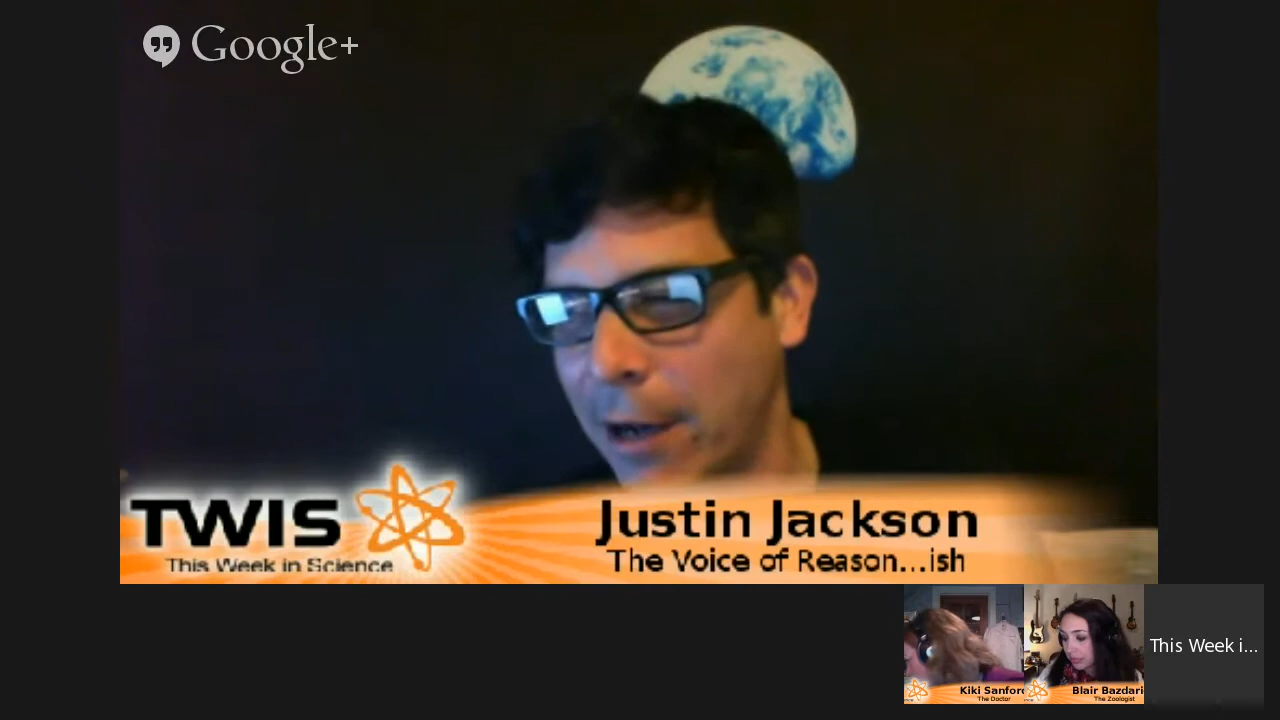 Google+
TWIS
This Week in Science
Justin Jackson
The Voice of Reason...ish
Kiki Sanford
The Doctor
Blair Bazdari
The Zoologist
This Week i...